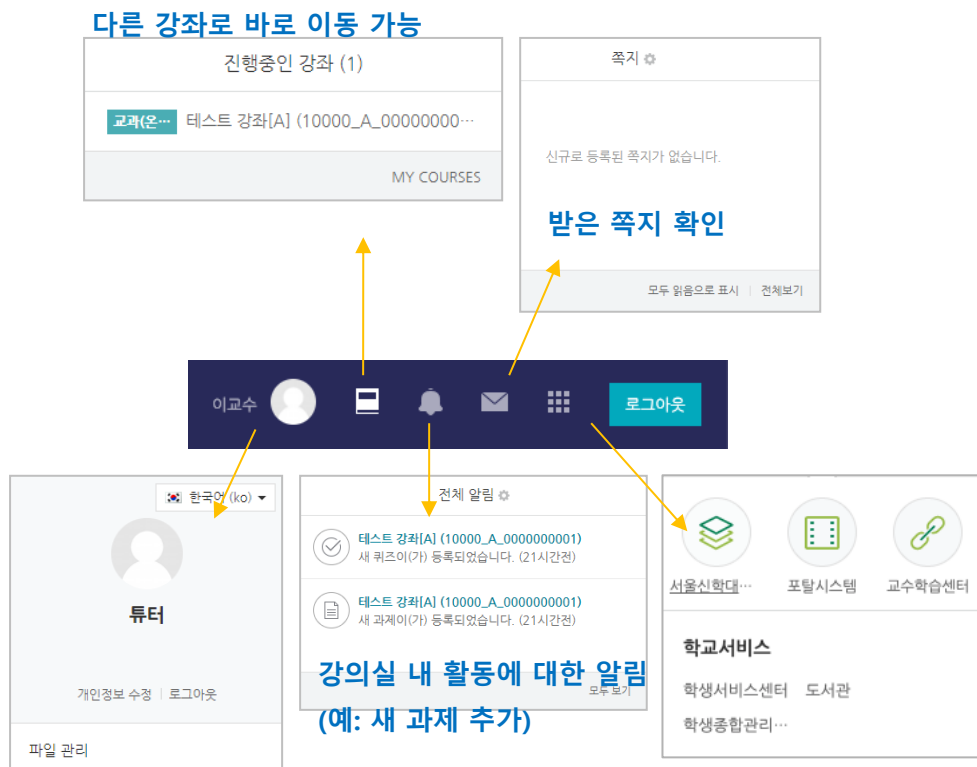 다른 강좌로 바로 이동 가능
진행중인 강좌 (1)
교과(온… 테스트 강좌[A] (10000_A_00000000…
MY COURSES
쪽지
신규로 등록된 쪽지가 없습니다.
받은 쪽지 확인
모두 읽음으로 표시 | 전체보기
이교수
로그아웃
한국어 (ko)
튜터
개인정보 수정 | 로그아웃
파일 관리
전체 알림
테스트 강좌[A] (10000_A_0000000001)
새 퀴즈이(가) 등록되었습니다. (21시간전)
테스트 강좌[A] (10000_A_0000000001)
새 과제이(가) 등록되었습니다. (21시간전)
강의실 내 활동에 대한 알림
모두 보기
(예: 새 과제 추가)
서울신학대… 포탈시스템 교수학습센터
학교서비스
학생서비스센터 도서관
학생종합관리…